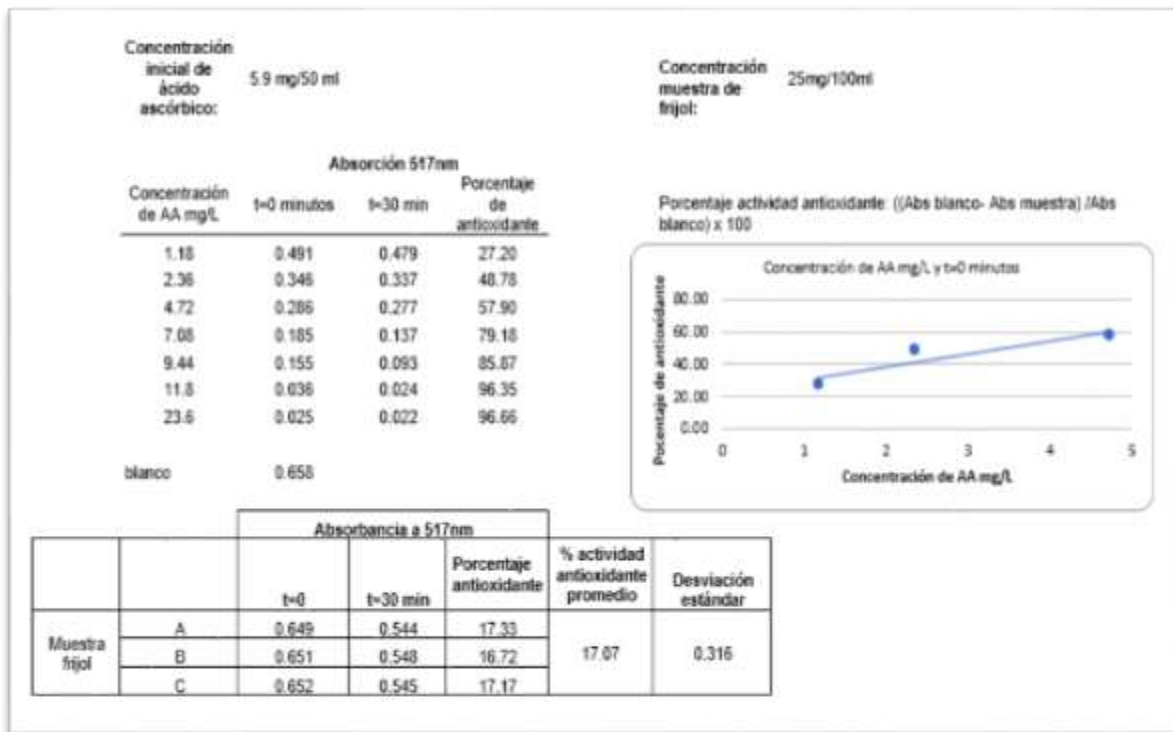 Concentración
inicial de
ácido
ascórbico:
5.9 mg/50 ml
Concentración
muestra de
frijol:
25mg/100ml
Absorción 517nm
Concentración
de AA mg/L
t=0 minutos
t=30 min
Porcentaje
de
antioxidante
1.18 0.491 0.479 27.20
2.36 0.346 0.337 48.78
4.72 0.286 0.277 57.90
7.08 0.185 0.137 79.18
9.44 0.155 0.093 85.87
11.8 0.036 0.024 96.35
23.6 0.025 0.022 96.66
blanco 0.658
Porcentaje actividad antioxidante: ((Abs blanco- Abs muestra) /Abs
blanco) x 100
Concentración de AA mg/L y t=0 minutos
Pocentaje de antioxidante
80.00
60.00
40.00
20.00
0.00
0 1 2 3 4 5
Concentración de AA mg/L
Absorbancia a 517nm
t=0
t=30 min
Porcentaje
antioxidante
% actividad
antioxidante
promedio
Desviación
estándar
Muestra
frijol
A 0.649 0.544 17.33
B 0.651 0.548 16.72
C 0.652 0.545 17.17
17.07
0.316